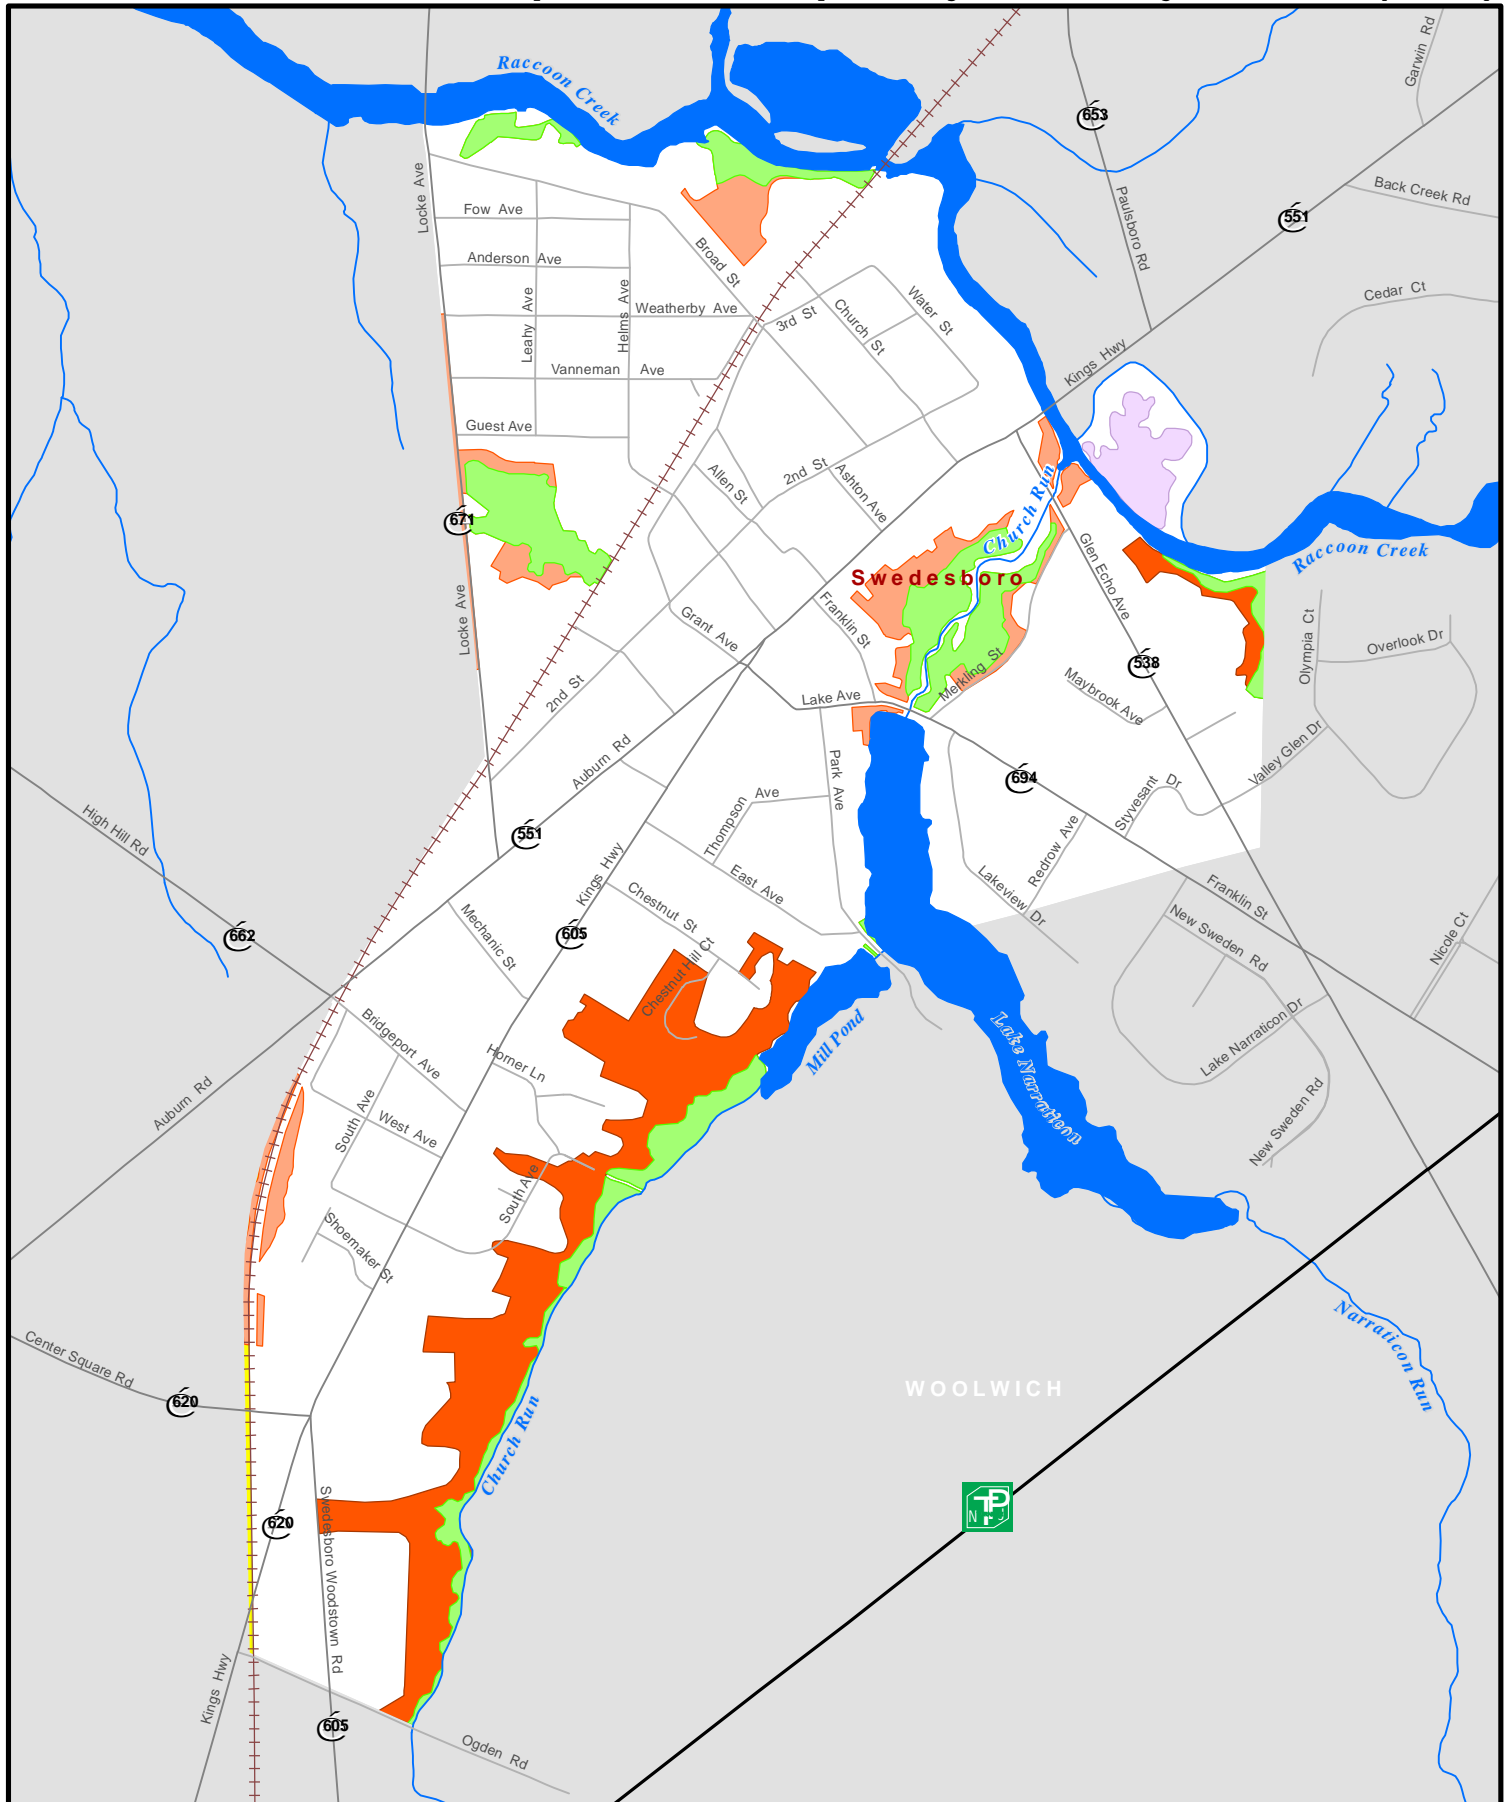 Raccoon Creek
Garwin Rd
653
Locke Ave
Back Creek Rd
Fow Ave
Paulsboro Rd
551
Broad St
Anderson Ave
Cedar Ct
Leahy Ave
Helms Ave
Weatherby Ave
3rd St
Church St
Water St
Kings Hwy
Vanneman Ave
Guest Ave
Allen St
2nd St
Ashton Ave
Church Run
671
Raccoon Creek
Glen Echo Ave
Swedesboro
Locke Ave
Grant Ave
Franklin St
Olympia Ct
Overlook Dr
538
Merkling St
Maybrook Ave
2nd St
Lake Ave
Auburn Rd
Park Ave
Valley Glen Dr
694
Styvesant Dr
High Hill Rd
551
Thompson Ave
Redrow Ave
Kings Hwy
East Ave
Lakeview Dr
Franklin St
Chestnut St
Mechanic St
New Sweden Rd
Nicole Ct
662
605
Chestnut Hill Ct
Bridgeport Ave
Mill Pond
Lake Narraticon
Lake Narraticon Dr
Horner Ln
Auburn Rd
South Ave
West Ave
New Sweden Rd
South Ave
Shoemaker St
Narraticon Run
Center Square Rd
WOOLWICH
620
Church Run
620
Swedesboro Woodstown Rd
Kings Hwy
605
Ogden Rd